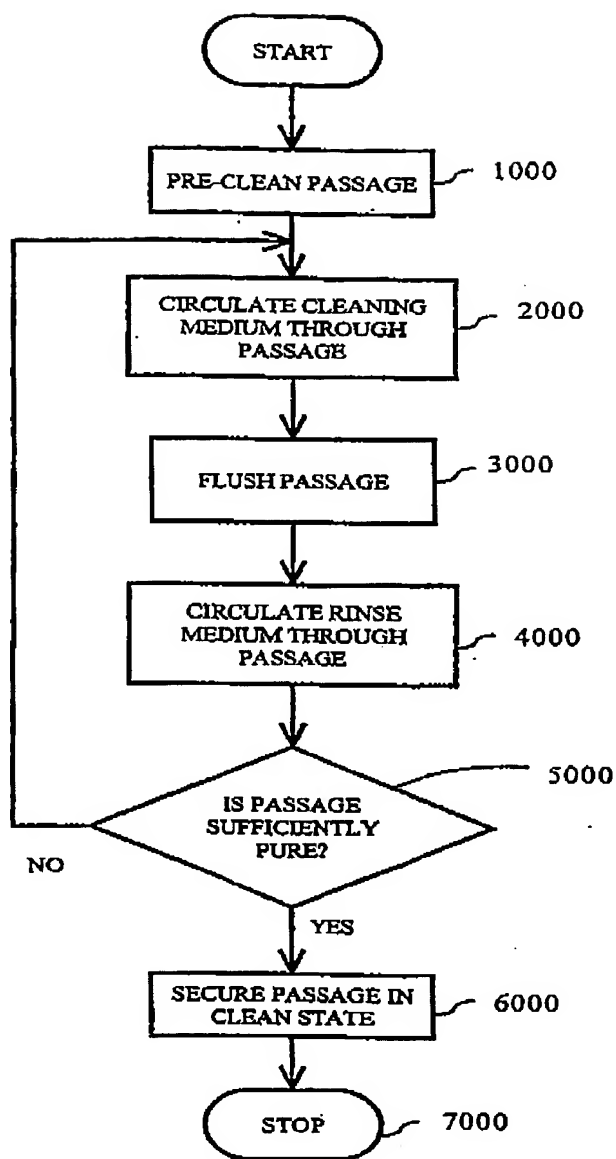 START
PRE-CLEAN PASSAGE
1000
CIRCULATE CLEANING
MEDIUM THROUGH
PASSAGE
2000
FLUSH PASSAGE
3000
CIRCULATE RINSE
MEDIUM THROUGH
PASSAGE
4000
IS PASSAGE
SUFFICIENTLY
PURE?
5000
NO
YES
SECURE PASSAGE IN
CLEAN STATE
6000
STOP
7000